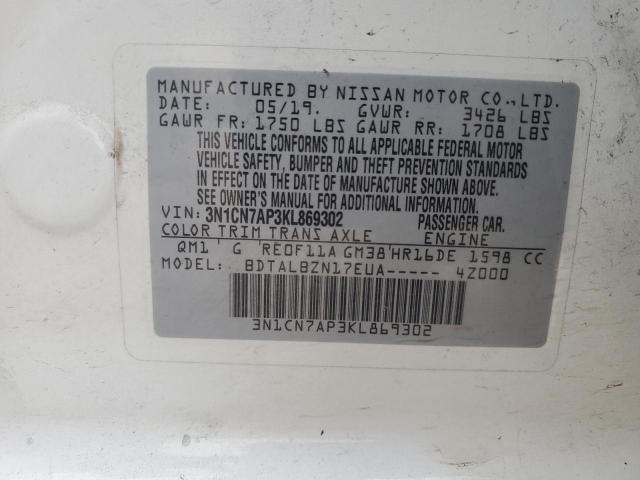 MANUFACTURED BY NISSAN MOTOR CO.,LTD.
DATE: 05/19. GVWR: 3426 LBS
GAWR FR: 1750 LBS GAWR RR: 1708 LBS
THIS VEHICLE CONFORMS TO ALL APPLICABLE FEDERAL MOTOR
VEHICLE SAFETY, BUMPER AND THEFT PREVENTION STANDARDS
IN EFFECT ON THE DATE OF MANUFACTURE SHOWN ABOVE.
SEE OWNER'S MANUAL FOR ADDITIONAL INFORMATION.
VIN: 3N1CN7AP3KL869302 PASSENGER CAR.
COLOR TRIM TRANS AXLE ENGINE
QM1 G RE0F11A GM38 HR16DE 1598 CC
MODEL: BDTALBZN17EUA----- 4Z000
3N1CN7AP3KL869302